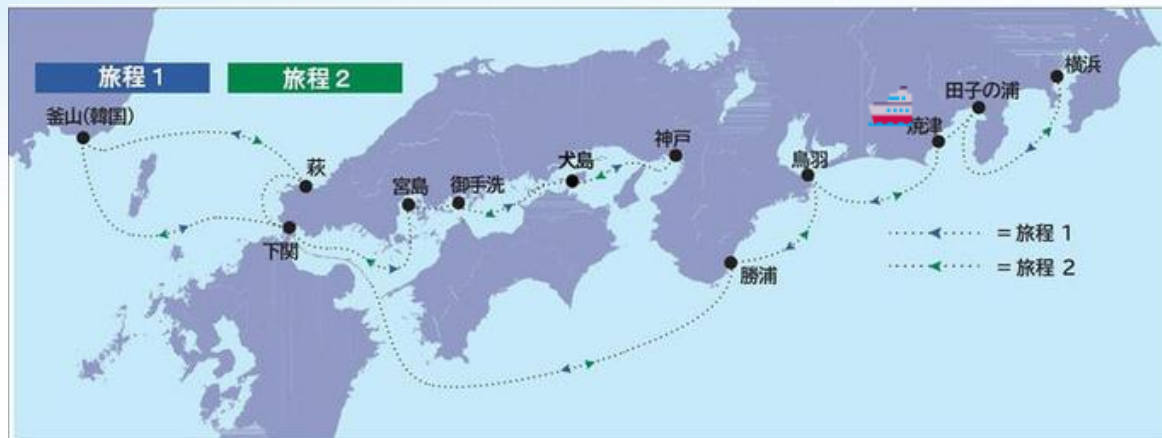 旅程 1
旅程 2
釜山(韓国)
萩
下関
宮島
御手洗
犬島
神戸
勝浦
鳥羽
焼津
田子の浦
横浜
= 旅程 1
= 旅程 2